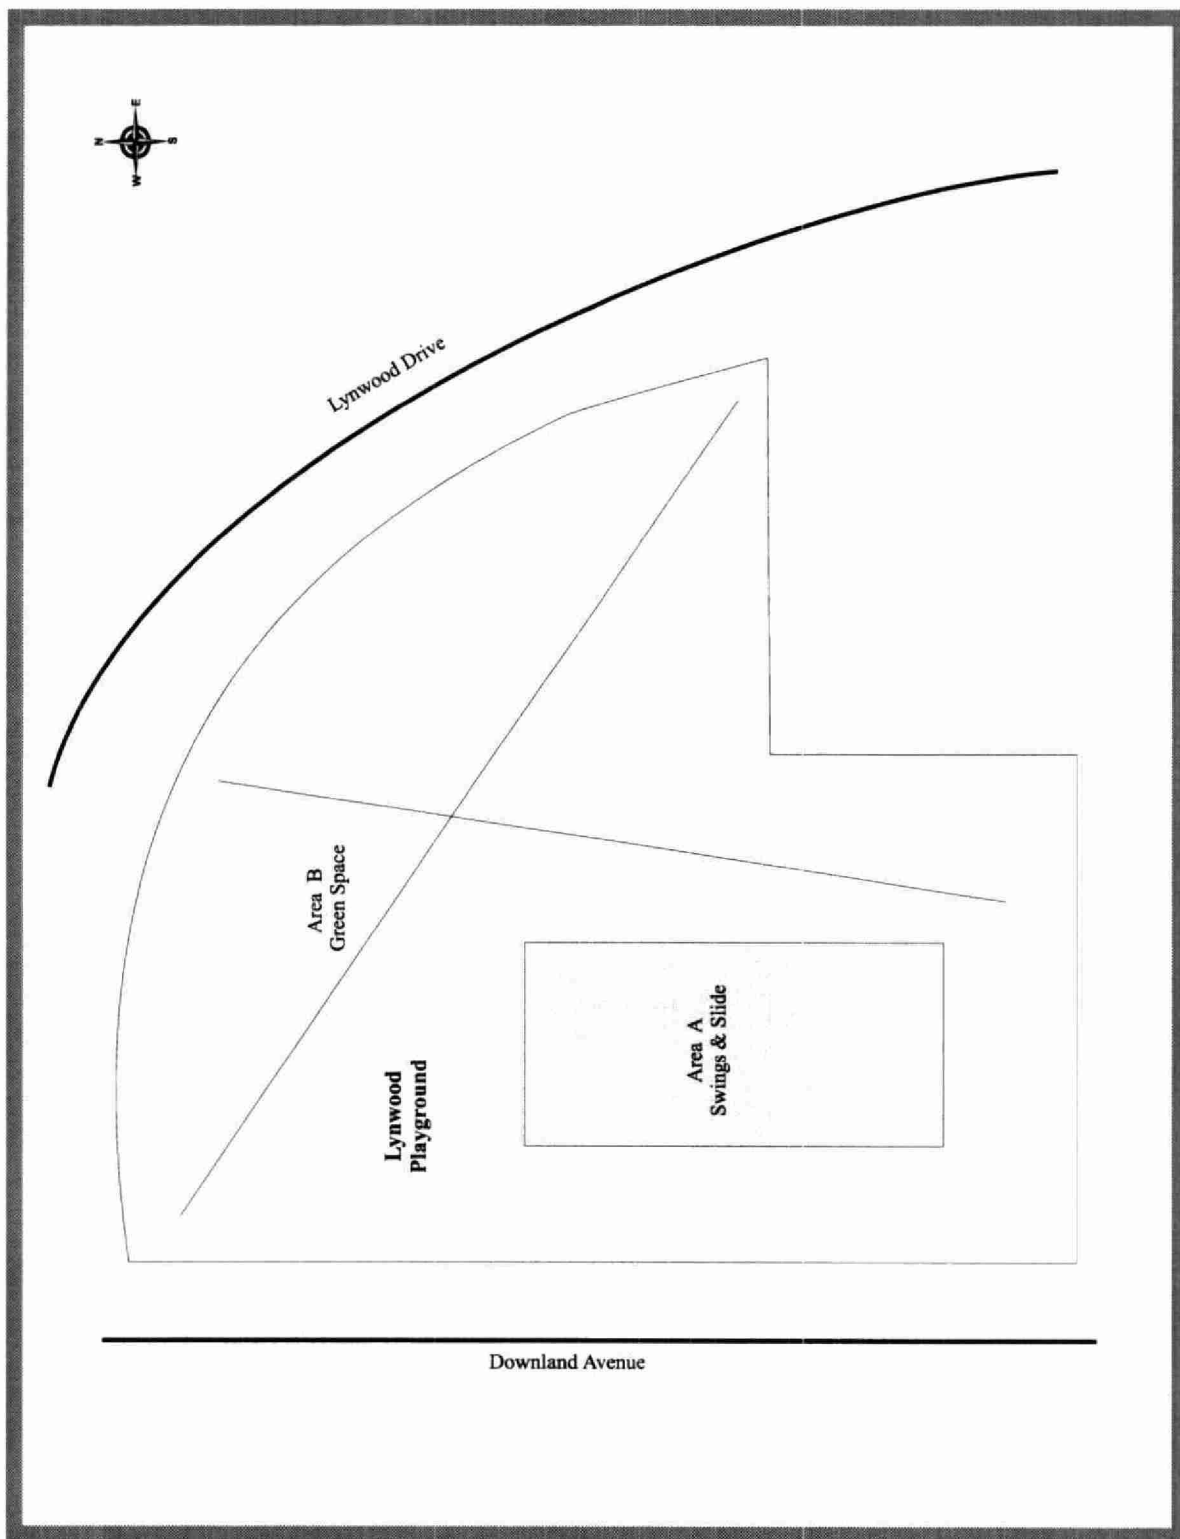 N
E
S
W
Lynwood Drive
Area B
Green Space
Lynwood
Playground
Area A
Swings & Slide
Downland Avenue